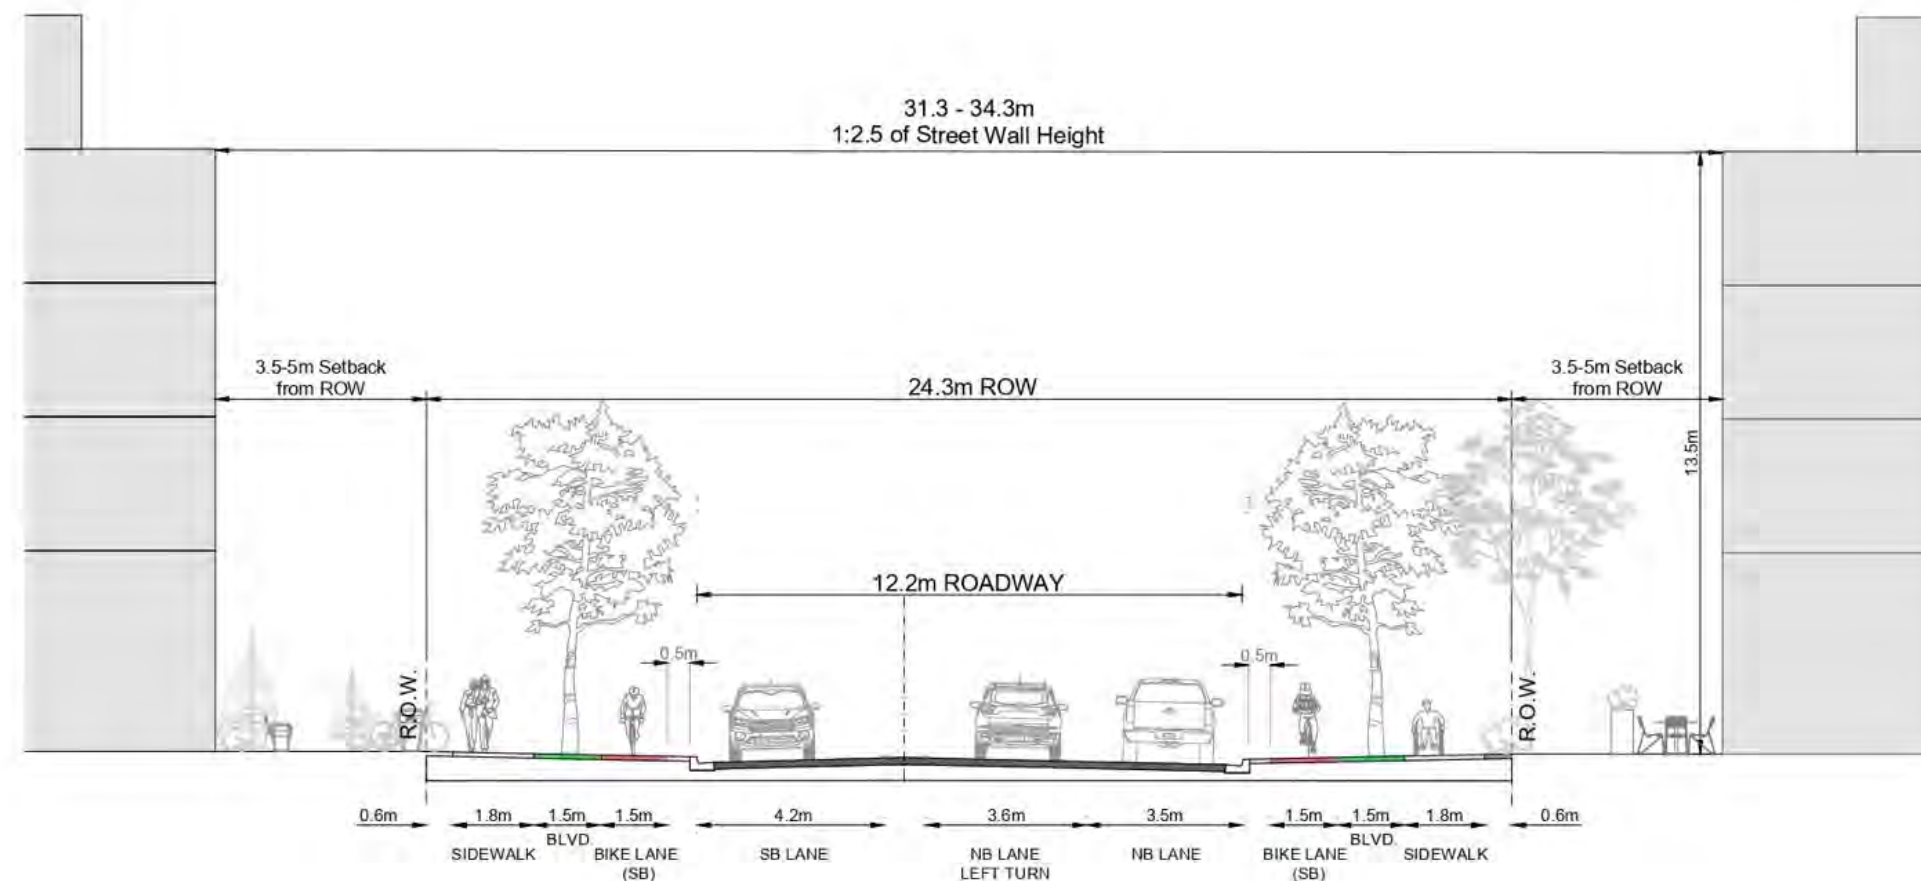 31.3 - 34.3m
1:2.5 of Street Wall Height
3.5-5m Setback
from ROW
24.3m ROW
3.5-5m Setback
from ROW
13.5m
12.2m ROADWAY
0.5m
0.5m
R.O.W.
R.O.W.
0.6m
1.8m
1.5m
1.5m
4.2m
3.6m
3.5m
1.5m
1.5m
1.8m
0.6m
SIDEWALK
BLVD.
BIKE LANE
(SB)
SB LANE
NB LANE
LEFT TURN
NB LANE
BIKE LANE
(SB)
BLVD.
SIDEWALK